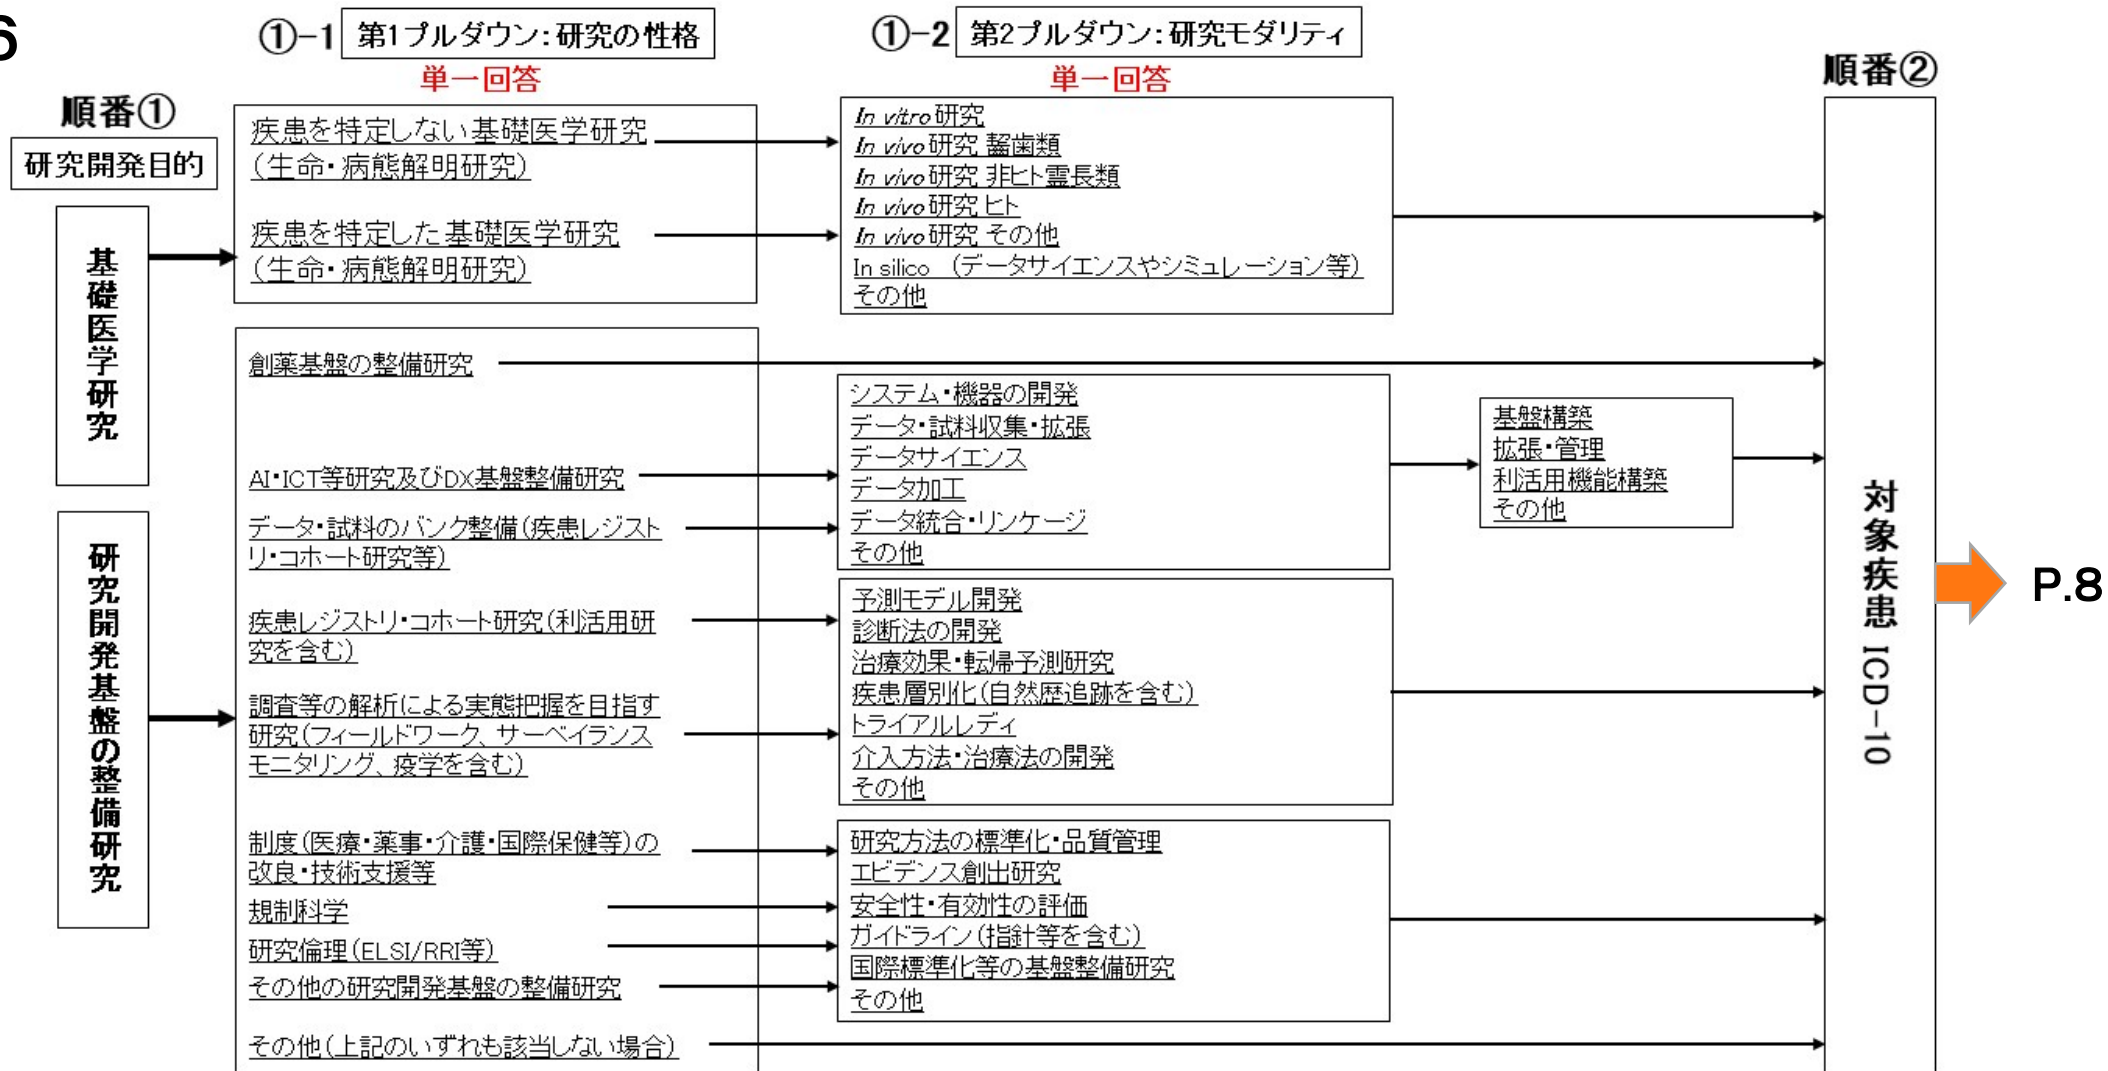 6
①-1 第1プルダウン：研究の性格
単一回答
①-2 第2プルダウン：研究モダリティ
単一回答
順番②
順番①
研究開発目的
基礎医学研究
疾患を特定しない基礎医学研究
（生命・病態解明研究）
疾患を特定した基礎医学研究
（生命・病態解明研究）
In vitro研究
In vivo研究 齧歯類
In vivo研究 非ヒト霊長類
In vivo研究 ヒト
In vivo研究 その他
In silico （データサイエンスやシミュレーション等）
その他
研究開発基盤の整備研究
創薬基盤の整備研究
AI・ICT等研究及びDX基盤整備研究
データ・試料のバンク整備（疾患レジスト
リ・コホート研究等）
システム・機器の開発
データ・試料収集・拡張
データサイエンス
データ加工
データ統合・リンケージ
その他
基盤構築
拡張・管理
利活用機能構築
その他
疾患レジストリ・コホート研究（利活用研
究を含む）
調査等の解析による実態把握を目指す
研究（フィールドワーク、サーベイランス
モニタリング、疫学を含む）
予測モデル開発
診断法の開発
治療効果・転帰予測研究
疾患層別化（自然歴追跡を含む）
トライアルレディ
介入方法・治療法の開発
その他
制度（医療・薬事・介護・国際保健等）の
改良・技術支援等
規制科学
研究倫理（ELSI/RRI等）
その他の研究開発基盤の整備研究
研究方法の標準化・品質管理
エビデンス創出研究
安全性・有効性の評価
ガイドライン（指針等を含む）
国際標準化等の基盤整備研究
その他
その他（上記のいずれも該当しない場合）
対象疾患 ICD-10
P.8